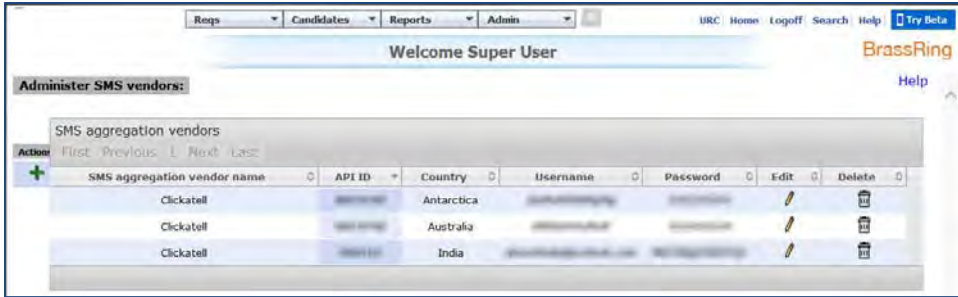 Reqs Candidates Reports Admin URC Home Logoff Search Help Try Beta
Welcome Super User
BrassRing
Administer SMS vendors:
Help
SMS aggregation vendors
Actions
First Previous 1 Next Last
SMS aggregation vendor name API ID Country Username Password Edit Delete
Clickatell Antarctica
Clickatell Australia
Clickatell India